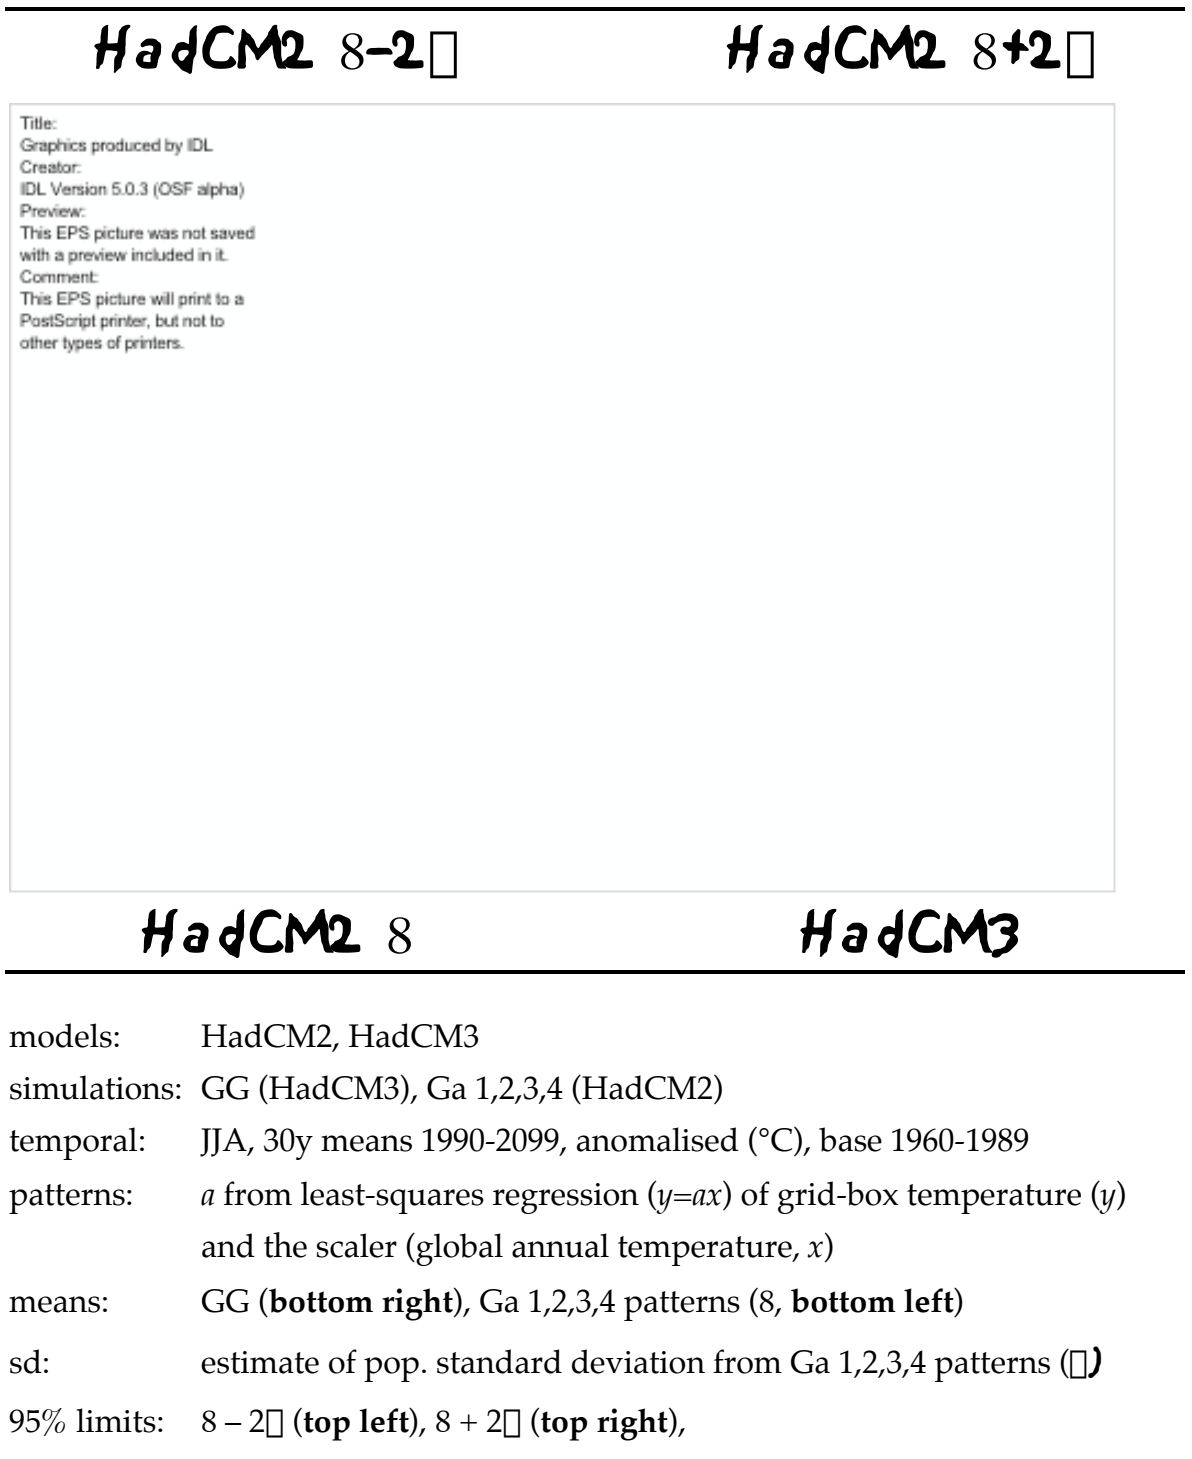 HadCM2 8-2▯ HadCM2 8+2▯
Title:
Graphics produced by IDL
Creator:
IDL Version 5.0.3 (OSF alpha)
Preview:
This EPS picture was not saved
with a preview included in it.
Comment:
This EPS picture will print to a
PostScript printer, but not to
other types of printers.
HadCM2 8 HadCM3
models: HadCM2, HadCM3
simulations: GG (HadCM3), Ga 1,2,3,4 (HadCM2)
temporal: JJA, 30y means 1990-2099, anomalised (°C), base 1960-1989
patterns: a from least-squares regression (y=ax) of grid-box temperature (y)
and the scaler (global annual temperature, x)
means: GG (bottom right), Ga 1,2,3,4 patterns (8, bottom left)
sd: estimate of pop. standard deviation from Ga 1,2,3,4 patterns (▯)
95% limits: 8 – 2▯ (top left), 8 + 2▯ (top right),